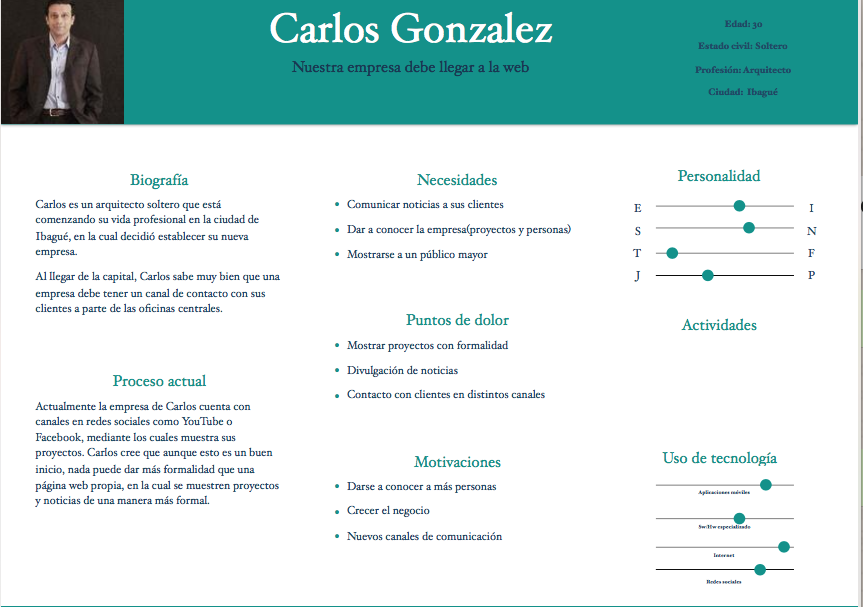 Carlos Gonzalez
Nuestra empresa debe llegar a la web
Edad: 30
Estado civil: Soltero
Profesión: Arquitecto
Ciudad: Ibagué
Biografía
Carlos es un arquitecto soltero que está
comenzando su vida profesional en la ciudad de
Ibagué, en la cual decidió establecer su nueva
empresa.
Al llegar de la capital, Carlos sabe muy bien que una
empresa debe tener un canal de contacto con sus
clientes a parte de las oficinas centrales.
Proceso actual
Actualmente la empresa de Carlos cuenta con
canales en redes sociales como YouTube o
Facebook, mediante los cuales muestra sus
proyectos. Carlos cree que aunque esto es un buen
inicio, nada puede dar más formalidad que una
página web propia, en la cual se muestren proyectos
y noticias de una manera más formal.
Necesidades
• Comunicar noticias a sus clientes
• Dar a conocer la empresa(proyectos y personas)
• Mostrarse a un público mayor
Puntos de dolor
• Mostrar proyectos con formalidad
• Divulgación de noticias
• Contacto con clientes en distintos canales
Motivaciones
• Darse a conocer a más personas
• Crecer el negocio
• Nuevos canales de comunicación
Personalidad
E I
S N
T F
J P
Actividades
Uso de tecnología
Aplicaciones móviles
Sw/Hw especializado
Internet
Redes sociales